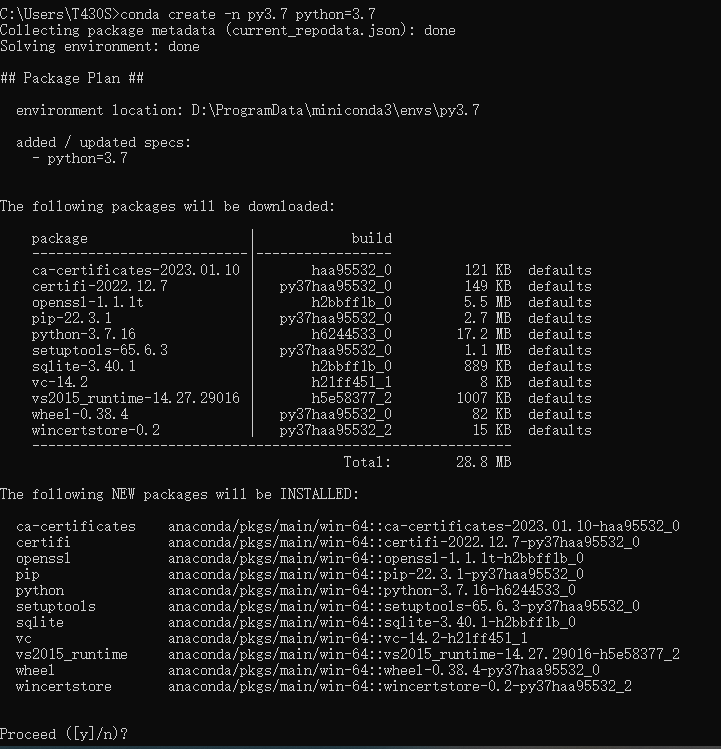 C:\Users\T430S>conda create -n py3.7 python=3.7
Collecting package metadata (current_repodata.json): done
Solving environment: done
## Package Plan ##
environment location: D:\ProgramData\miniconda3\envs\py3.7
added / updated specs:
- python=3.7
The following packages will be downloaded:
package | build
---------------------------|-----------------
ca-certificates-2023.01.10 | haa95532_0 121 KB defaults
certifi-2022.12.7 | py37haa95532_0 149 KB defaults
openssl-1.1.1t | h2bbff1b_0 5.5 MB defaults
pip-22.3.1 | py37haa95532_0 2.7 MB defaults
python-3.7.16 | h6244533_0 17.2 MB defaults
setuptools-65.6.3 | py37haa95532_0 1.1 MB defaults
sqlite-3.40.1 | h2bbff1b_0 889 KB defaults
vc-14.2 | h21ff451_1 8 KB defaults
vs2015_runtime-14.27.29016 | h5e58377_2 1007 KB defaults
wheel-0.38.4 | py37haa95532_0 82 KB defaults
wincertstore-0.2 | py37haa95532_2 15 KB defaults
------------------------------------------------------------
Total: 28.8 MB
The following NEW packages will be INSTALLED:
ca-certificates anaconda/pkgs/main/win-64::ca-certificates-2023.01.10-haa95532_0
certifi anaconda/pkgs/main/win-64::certifi-2022.12.7-py37haa95532_0
openssl anaconda/pkgs/main/win-64::openssl-1.1.1t-h2bbff1b_0
pip anaconda/pkgs/main/win-64::pip-22.3.1-py37haa95532_0
python anaconda/pkgs/main/win-64::python-3.7.16-h6244533_0
setuptools anaconda/pkgs/main/win-64::setuptools-65.6.3-py37haa95532_0
sqlite anaconda/pkgs/main/win-64::sqlite-3.40.1-h2bbff1b_0
vc anaconda/pkgs/main/win-64::vc-14.2-h21ff451_1
vs2015_runtime anaconda/pkgs/main/win-64::vs2015_runtime-14.27.29016-h5e58377_2
wheel anaconda/pkgs/main/win-64::wheel-0.38.4-py37haa95532_0
wincertstore anaconda/pkgs/main/win-64::wincertstore-0.2-py37haa95532_2
Proceed ([y]/n)?